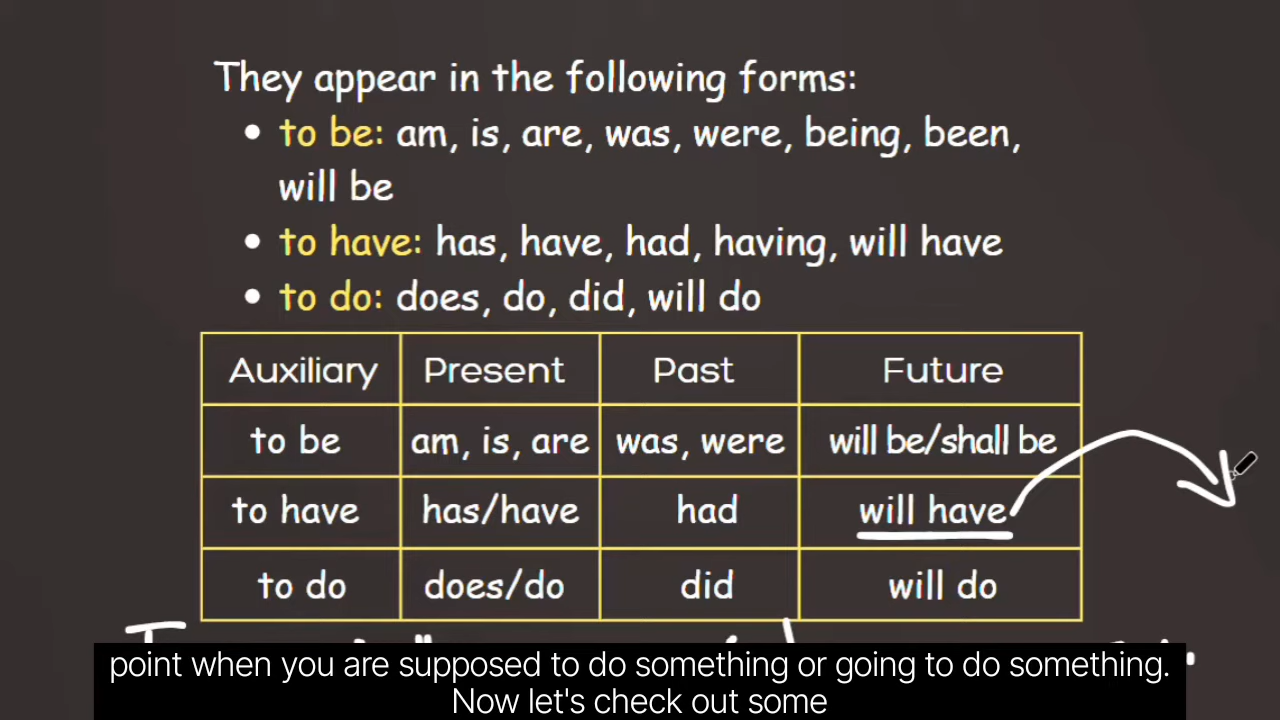 They appear in the following forms:
• to be: am, is, are, was, were, being, been,
will be
• to have: has, have, had, having, will have
• to do: does, do, did, will do
Auxiliary Present Past Future
to be am, is, are was, were will be/shall be
to have has/have had will have
to do does/do did will do
point when you are supposed to do something or going to do something.
Now let's check out some